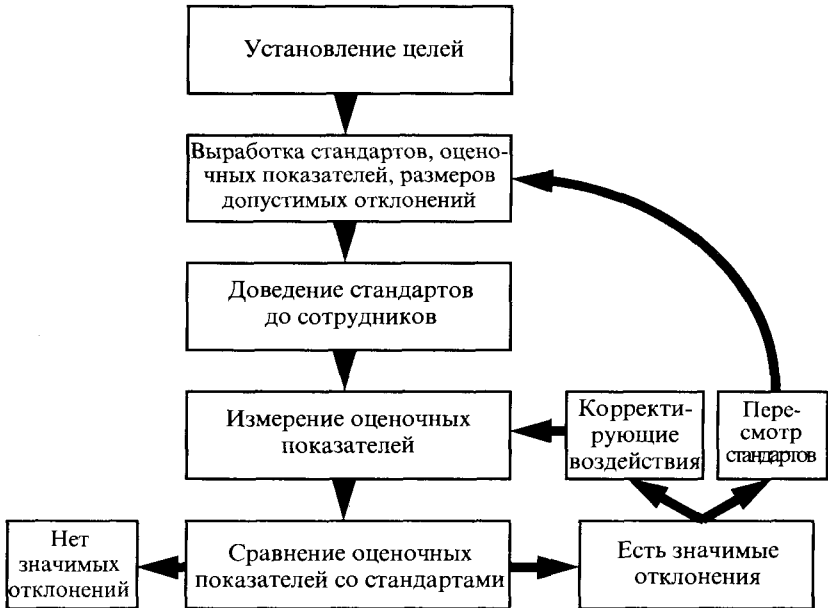 Установление целей
Выработка стандартов, оцено-
чных показателей, размеров
допустимых отклонений
Доведение стандартов
до сотрудников
Измерение оценочных
показателей
Корректи-
рующие
воздействия
Пере-
смотр
стандартов
Нет
значимых
отклонений
Сравнение оценочных
показателей со стандартами
Есть значимые
отклонения